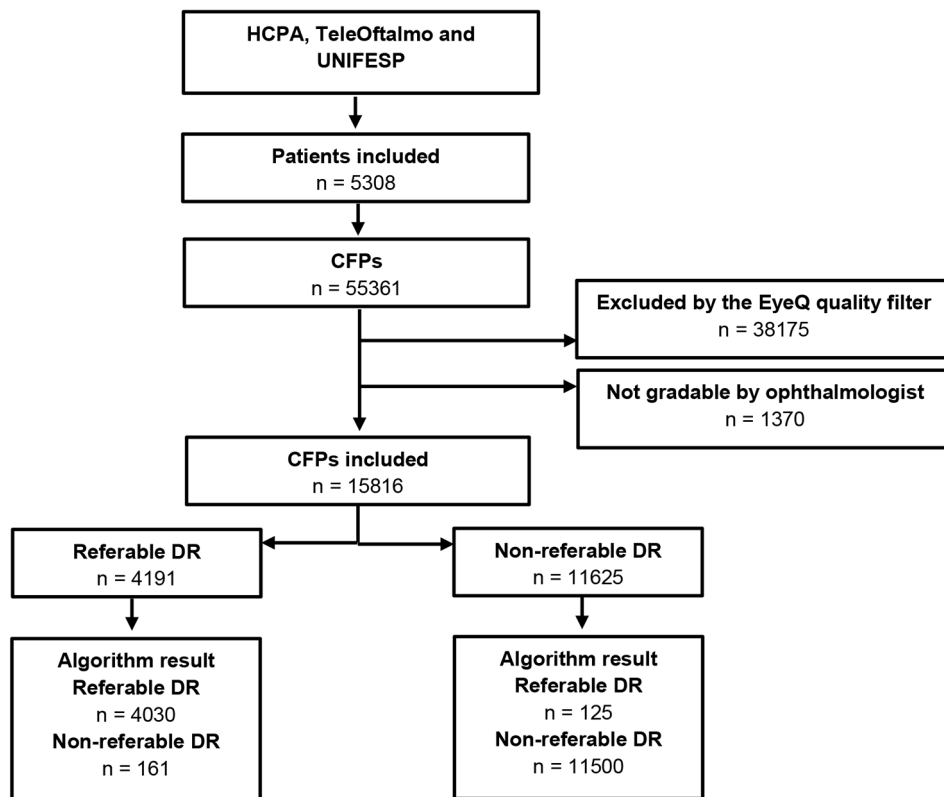 HCPA, TeleOftalmo and
UNIFESP
Patients included
n = 5308
CFPs
n = 55361
Excluded by the EyeQ quality filter
n = 38175
Not gradable by ophthalmologist
n = 1370
CFPs included
n = 15816
Referable DR
n = 4191
Non-referable DR
n = 11625
Algorithm result
Referable DR
n = 4030
Non-referable DR
n = 161
Algorithm result
Referable DR
n = 125
Non-referable DR
n = 11500